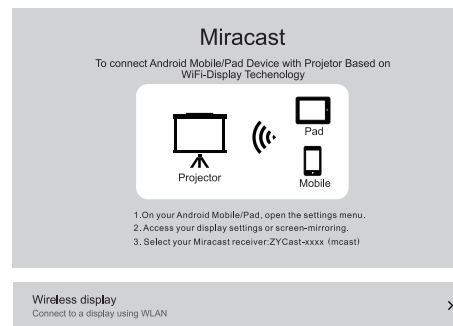 Miracast
To connect Android Mobile/Pad Device with Projetor Based on
WiFi-Display Techenology
Pad
Projector
Mobile
1.On your Android Mobile/Pad, open the settings menu.
2. Access your display settings or screen-mirroring.
3. Select your Miracast receiver:ZYCast-xxxx (mcast)
Wireless display
Connect to a display using WLAN